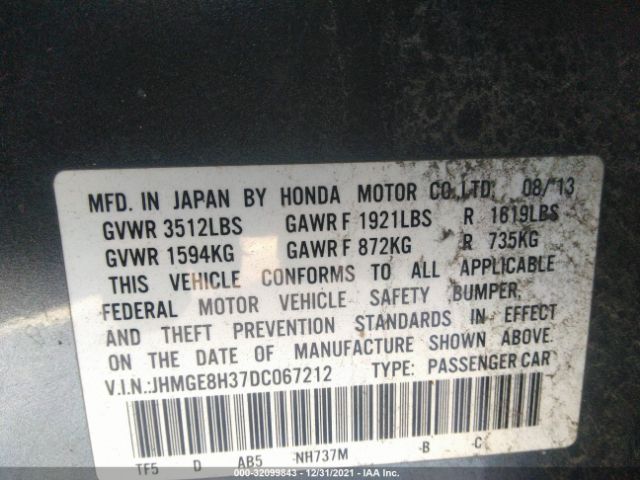 MFD. IN JAPAN BY HONDA MOTOR CO.,LTD. 08/13
GVWR 3512LBS GAWR F 1921LBS R 1619LBS
GVWR 1594KG GAWR F 872KG R 735KG
THIS VEHICLE CONFORMS TO ALL APPLICABLE
FEDERAL MOTOR VEHICLE SAFETY BUMPER,
AND THEFT PREVENTION STANDARDS IN EFFECT
ON THE DATE OF MANUFACTURE SHOWN ABOVE.
V.I.N.:JHMGE8H37DC067212 TYPE: PASSENGER CAR
TF5 D AB5 NH737M -B -C
000-32099843 - 12/31/2021 - IAA Inc.